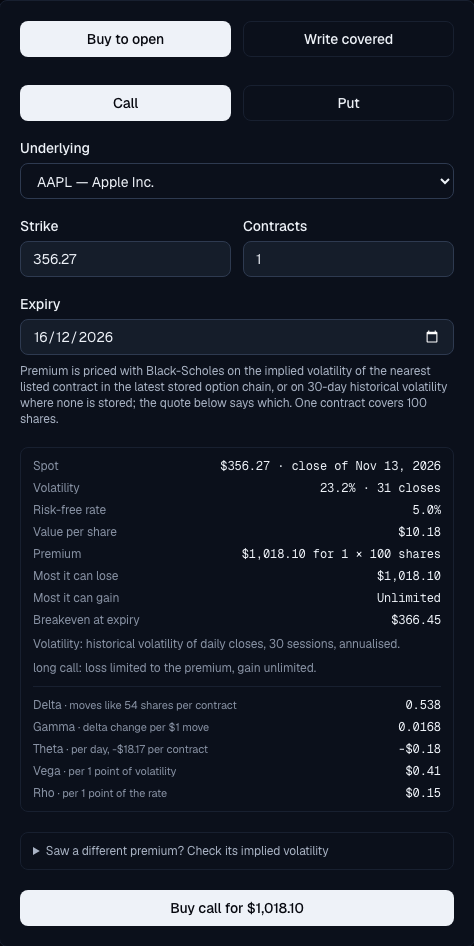 Buy to open
Write covered
Call
Put
Underlying
AAPL — Apple Inc.
Strike
Contracts
356.27
1
Expiry
16/12/2026
Premium is priced with Black-Scholes on the implied volatility of the nearest
listed contract in the latest stored option chain, or on 30-day historical volatility
where none is stored; the quote below says which. One contract covers 100
shares.
Spot $356.27 · close of Nov 13, 2026
Volatility 23.2% · 31 closes
Risk-free rate 5.0%
Value per share $10.18
Premium $1,018.10 for 1 × 100 shares
Most it can lose $1,018.10
Most it can gain Unlimited
Breakeven at expiry $366.45
Volatility: historical volatility of daily closes, 30 sessions, annualised.
long call: loss limited to the premium, gain unlimited.
Delta · moves like 54 shares per contract 0.538
Gamma · delta change per $1 move 0.0168
Theta · per day, -$18.17 per contract -$0.18
Vega · per 1 point of volatility $0.41
Rho · per 1 point of the rate $0.15
Saw a different premium? Check its implied volatility
Buy call for $1,018.10